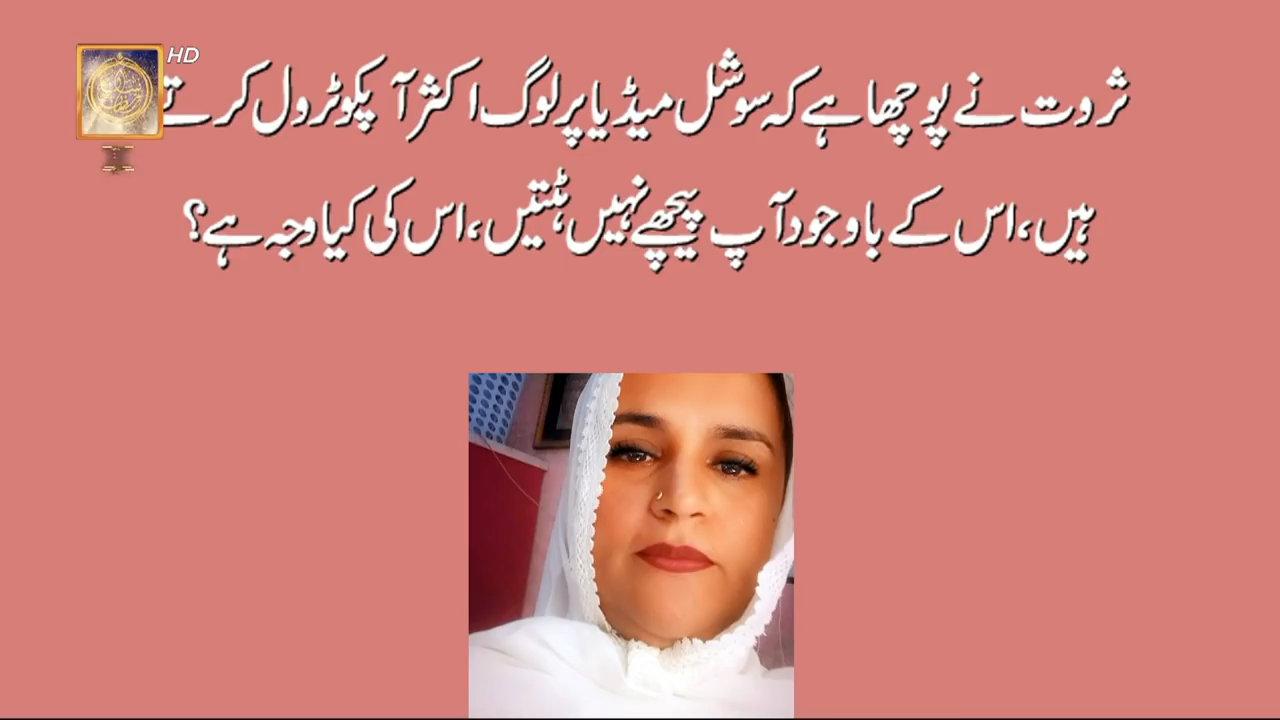 HD
ثروت نے پوچھا ہے کہ سوشل میڈیا پر لوگ اکثر آپکو ٹرول کرتے
ہیں، اس کے باوجود آپ پیچھے نہیں ہٹتیں، اس کی کیا وجہ ہے؟